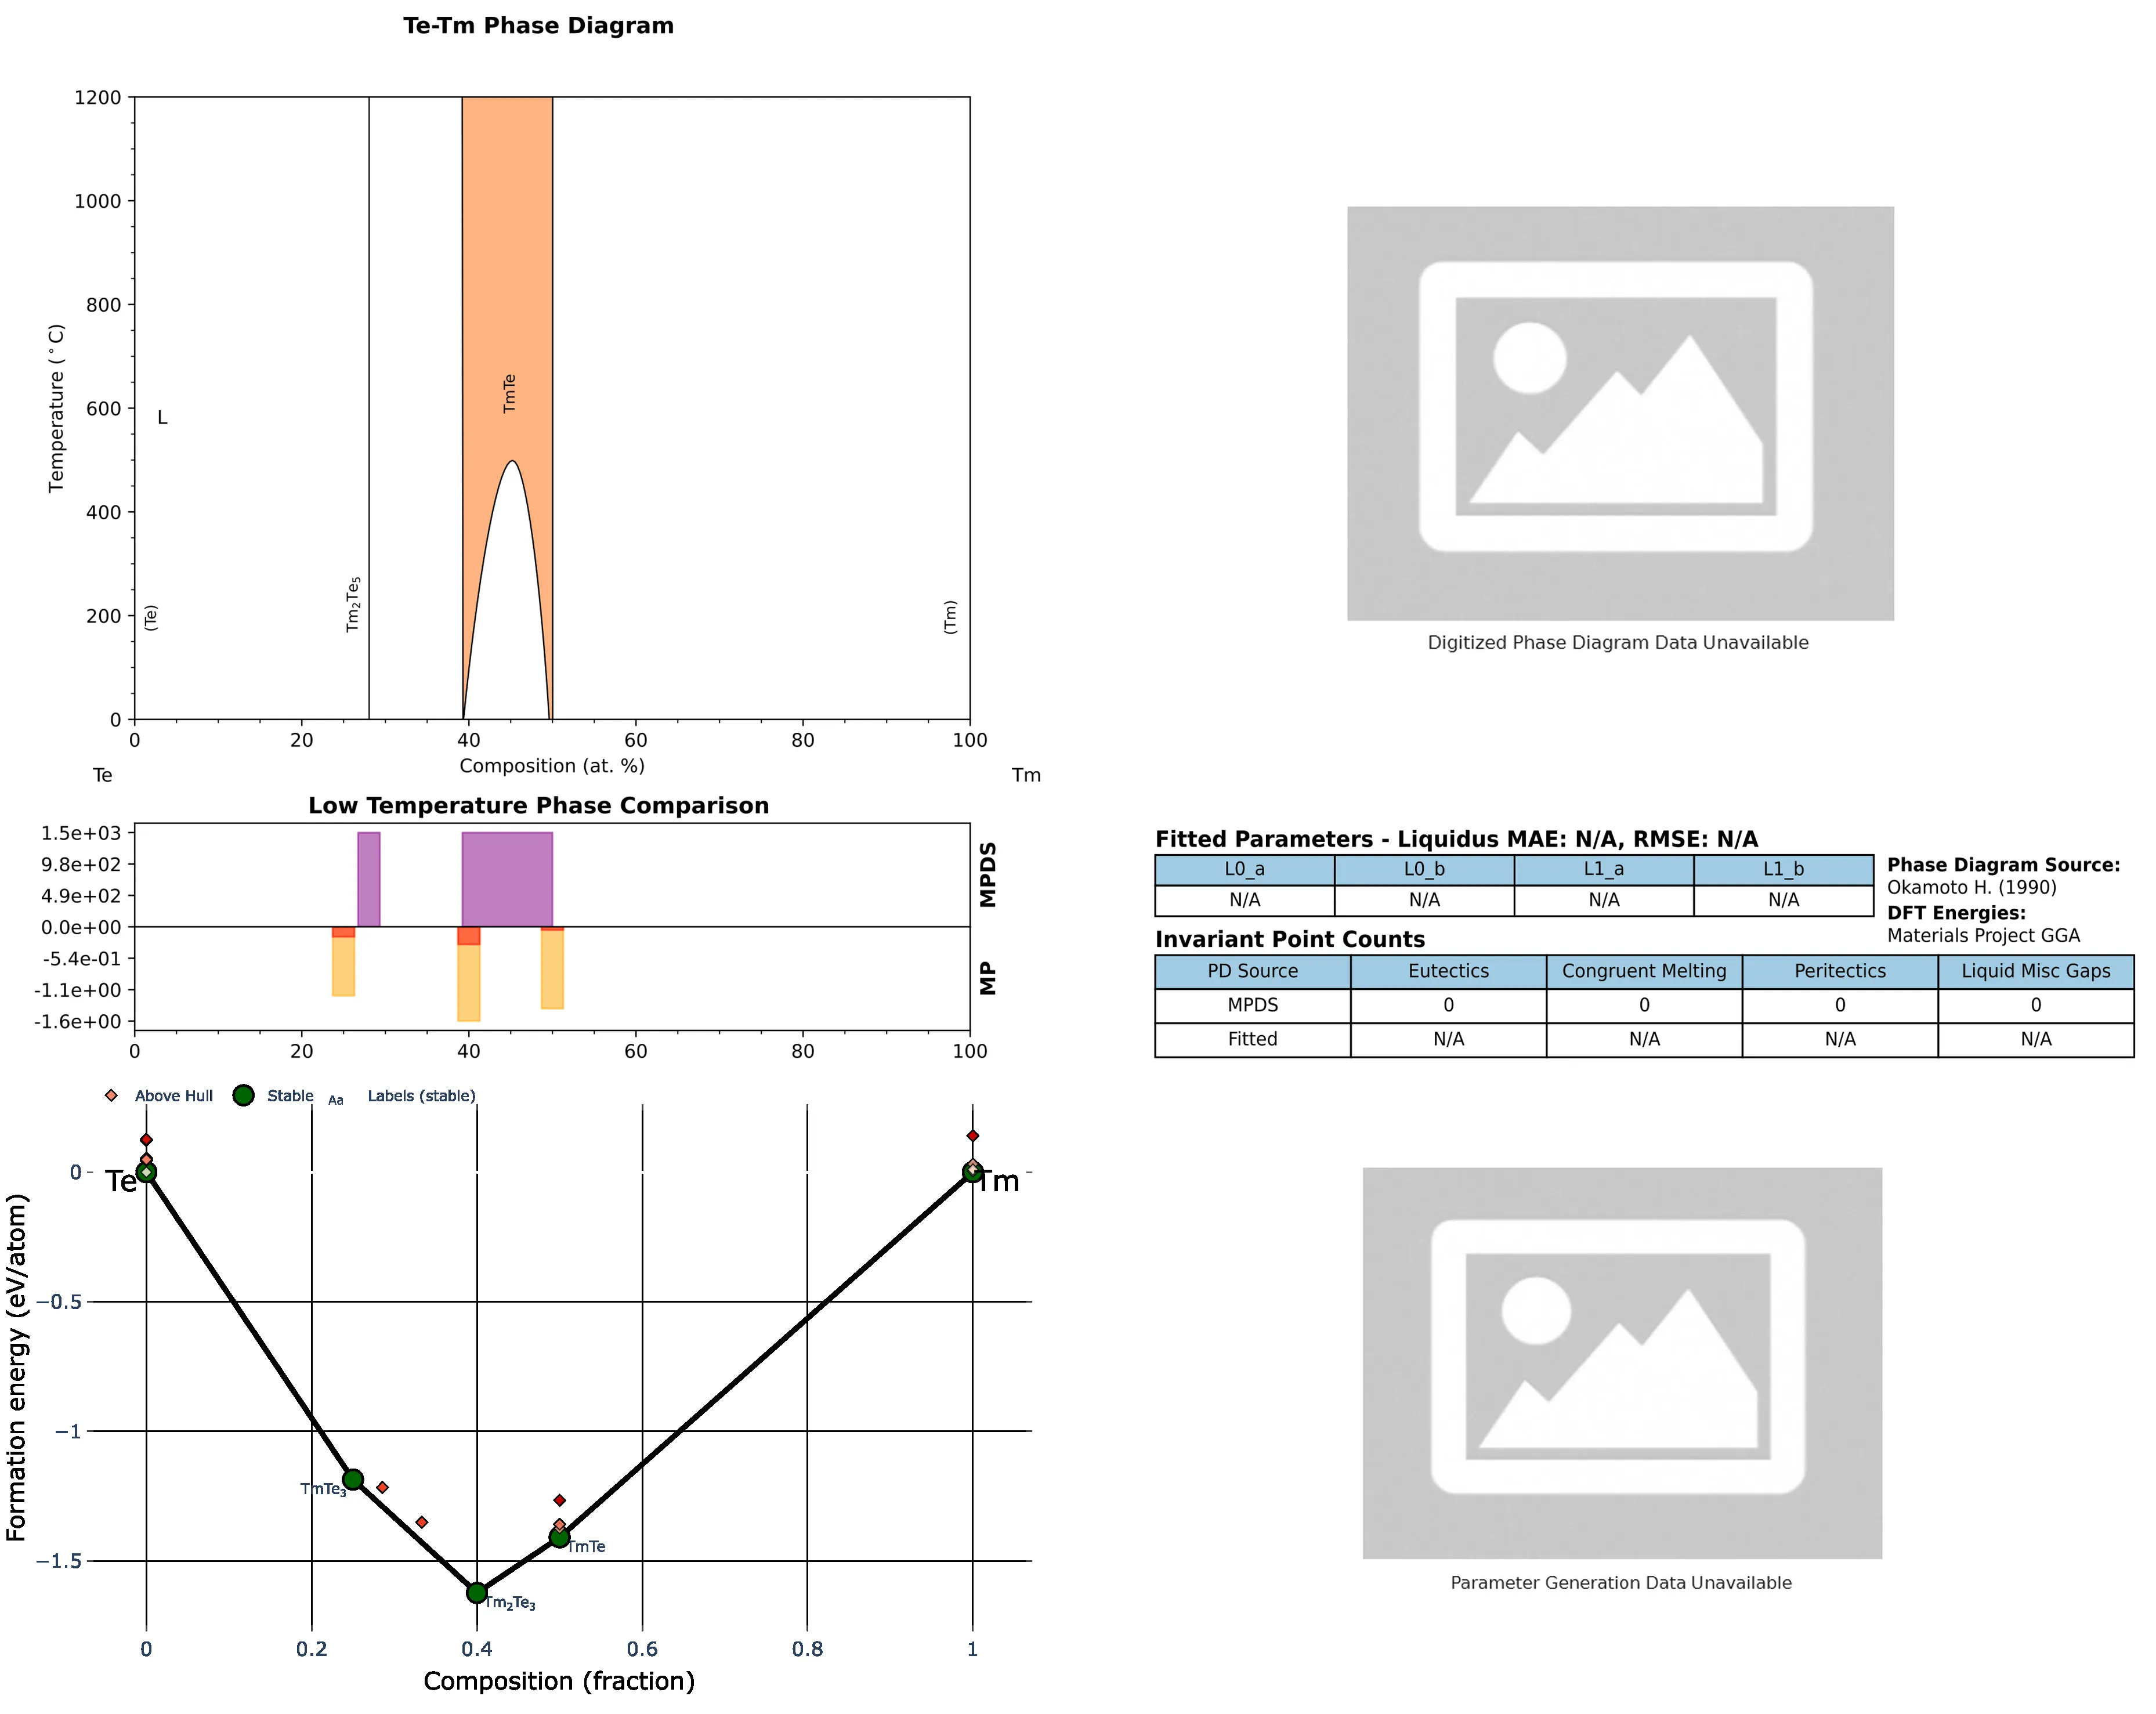 Te-Tm Phase Diagram
1200
1000
800
600
400
200
0
Temperature (°C)
L
(Te)
Tm2Te5
TmTe
(Tm)
0 20 40 60 80 100
Composition (at. %)
Te Tm
Digitized Phase Diagram Data Unavailable
Low Temperature Phase Comparison
1.5e+03
9.8e+02
4.9e+02
0.0e+00
-5.4e-01
-1.1e+00
-1.6e+00
MPDS
MP
0 20 40 60 80 100
Fitted Parameters - Liquidus MAE: N/A, RMSE: N/A
L0_a L0_b L1_a L1_b
N/A N/A N/A N/A
Phase Diagram Source:
Okamoto H. (1990)
DFT Energies:
Materials Project GGA
Invariant Point Counts
PD Source Eutectics Congruent Melting Peritectics Liquid Misc Gaps
MPDS 0 0 0 0
Fitted N/A N/A N/A N/A
Above Hull Stable Aa Labels (stable)
0
−0.5
−1
−1.5
Formation energy (eV/atom)
Te
Tm
TmTe3
TmTe
Tm2Te3
0 0.2 0.4 0.6 0.8 1
Composition (fraction)
Parameter Generation Data Unavailable